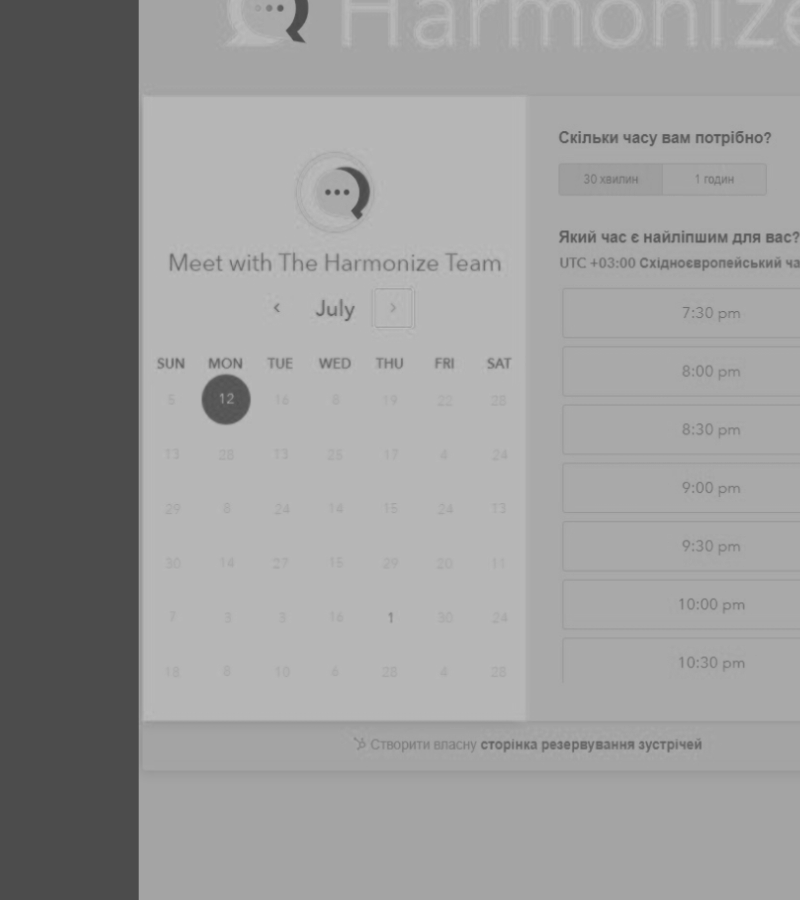 Harmonize
Meet with The Harmonize Team
‹ July ›
SUN MON TUE WED THU FRI SAT
5 12 16 8 19 22 28
13 28 13 25 17 4 24
29 8 24 14 15 24 13
30 14 27 15 29 20 11
7 3 3 16 1 30 24
18 6 10 4 28 4 28
Скільки часу вам потрібно?
30 хвилин 1 годин
Який час є найліпшим для вас?
UTC +03:00 Східноєвропейський ча
7:30 pm
8:00 pm
8:30 pm
9:00 pm
9:30 pm
10:00 pm
10:30 pm
Створити власну сторінка резервування зустрічей